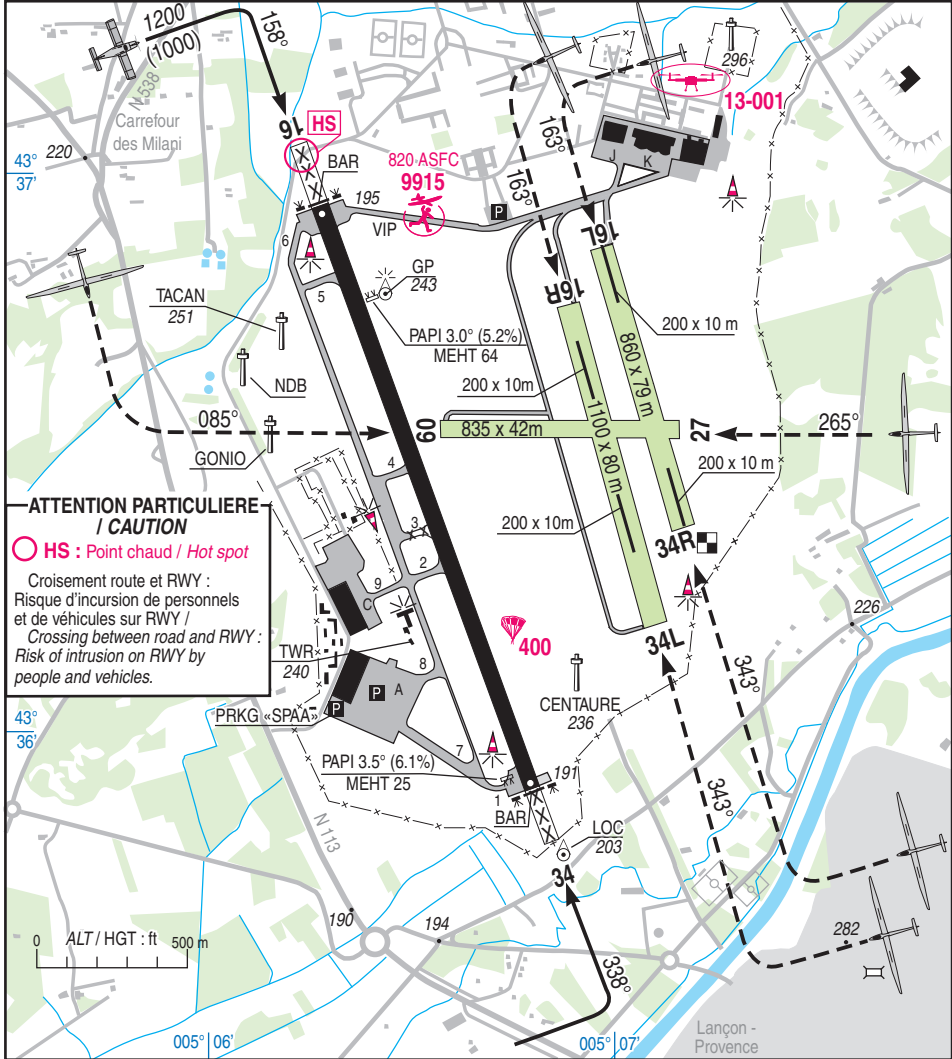 1200
(1000)
158°
N 538
Carrefour
des Milani
220
43°
37'
16
HS
BAR
195
820 ASFC
9915
VIP
P
163°
163°
296
13-001
J
K
16L
16R
6
5
GP
243
TACAN
251
PAPI 3.0° (5.2%)
MEHT 64
200 x 10 m
NDB
200 x 10m
860 x 79 m
085°
09
835 x 42m
1100 x 80 m
27
265°
GONIO
4
200 x 10 m
ATTENTION PARTICULIERE
/ CAUTION
HS : Point chaud / Hot spot
Croisement route et RWY :
Risque d'incursion de personnels
et de véhicules sur RWY /
Crossing between road and RWY :
Risk of intrusion on RWY by
people and vehicles.
3
2
200 x 10m
34R
9
C
226
TWR
240
400
34L
8
P
A
CENTAURE
236
343°
PRKG «SPAA»
P
43°
36'
7
PAPI 3.5° (6.1%)
MEHT 25
191
1
BAR
343°
N 113
LOC
203
34
190
194
282
0
ALT / HGT : ft
500 m
338°
005°
06'
005°
07'
Lançon -
Provence